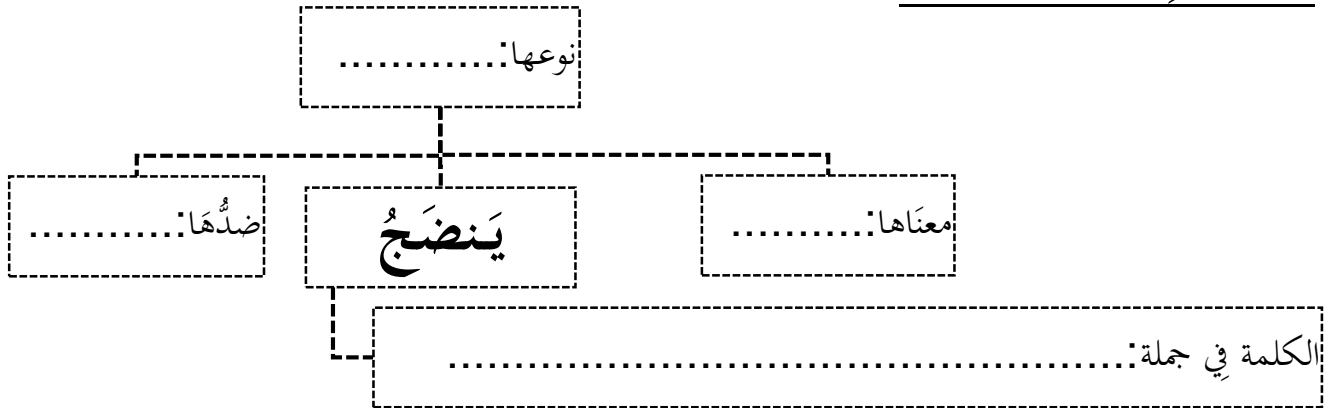 نوعها:.............
معنَاها:..........
يَنضَجُ
ضدُّهَا:...........
الكلمة فِي جملة:....................................................